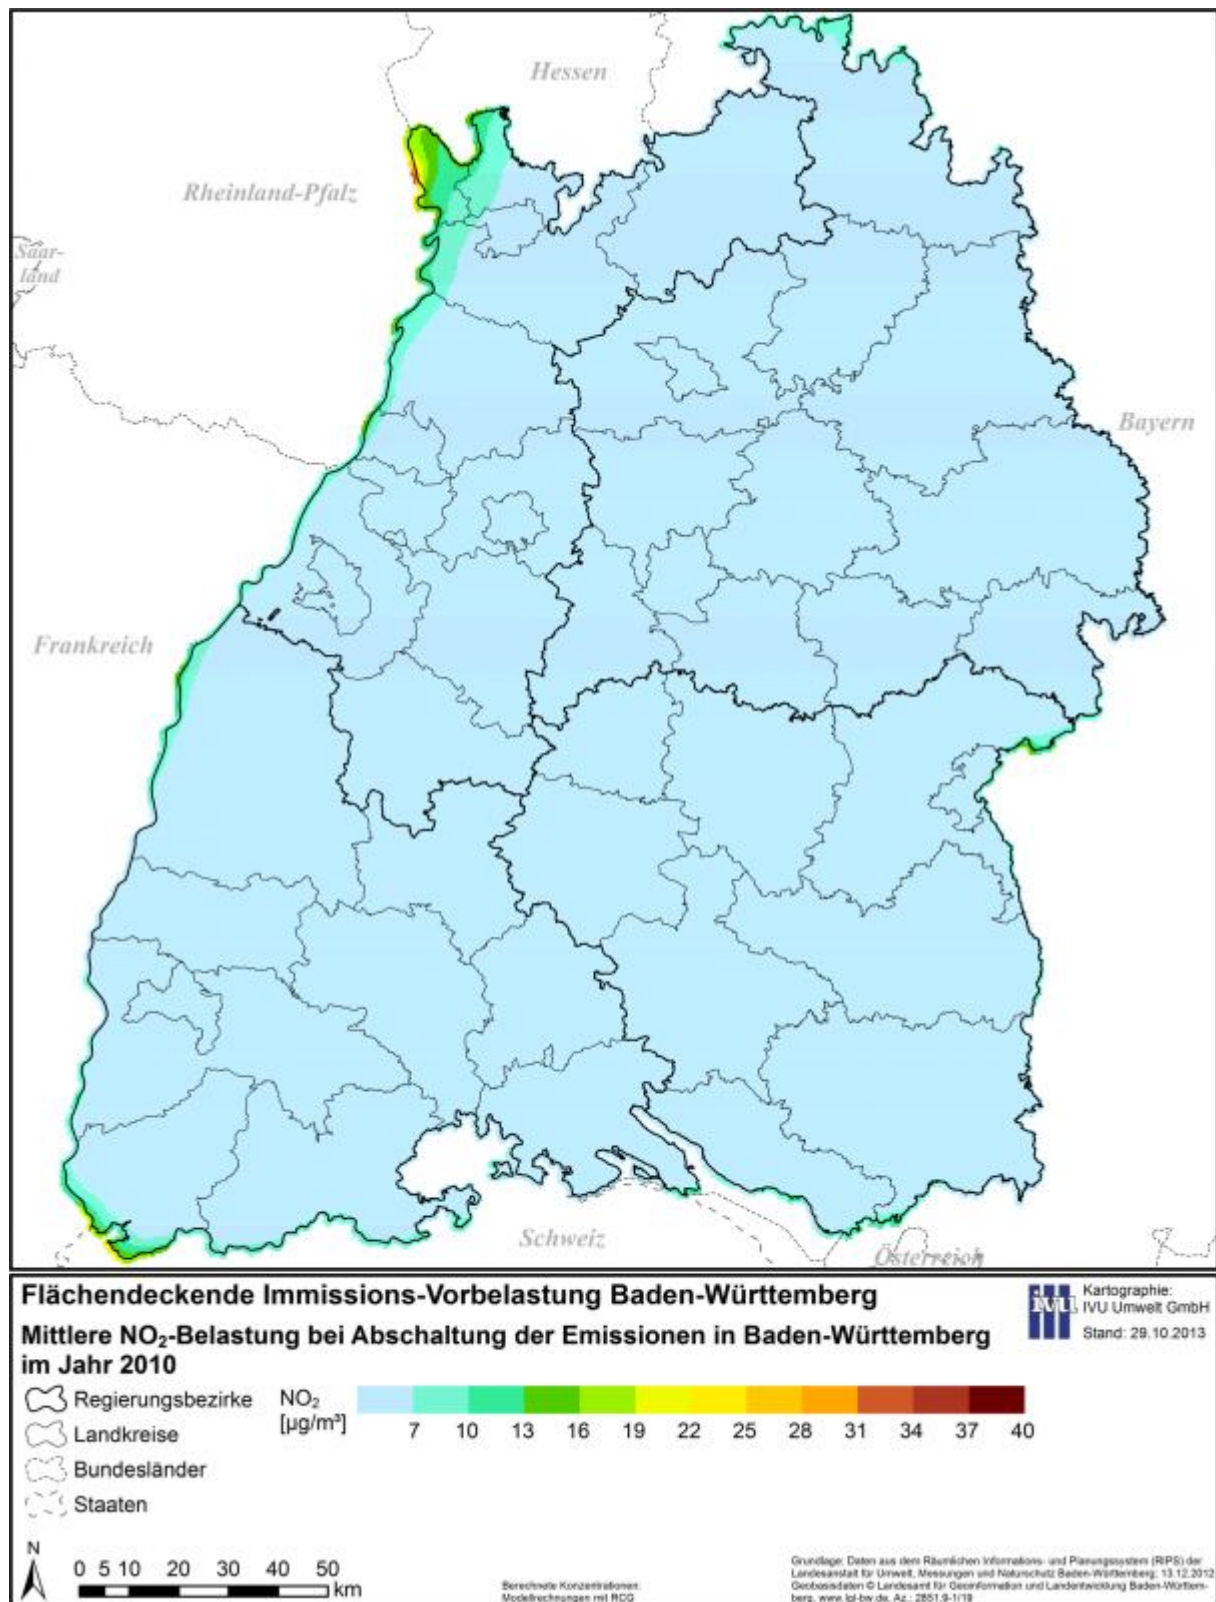 Hessen
Rheinland-Pfalz
Saar-
land
Bayern
Frankreich
Schweiz
Österreich
Flächendeckende Immissions-Vorbelastung Baden-Württemberg
Mittlere NO₂-Belastung bei Abschaltung der Emissionen in Baden-Württemberg
im Jahr 2010
ivu
Kartographie:
IVU Umwelt GmbH
Stand: 29.10.2013
Regierungsbezirke
Landkreise
Bundesländer
Staaten
NO₂
[µg/m³]
7 10 13 16 19 22 25 28 31 34 37 40
N
0 5 10 20 30 40 50
km
Berechnete Konzentrationen:
Modellrechnungen mit RCG
Grundlage: Daten aus dem Räumlichen Informations- und Planungssystem (RIPS) der
Landesanstalt für Umwelt, Messungen und Naturschutz Baden-Württemberg; 13.12.2012
Geobasisdaten © Landesamt für Geoinformation und Landentwicklung Baden-Württem-
berg, www.lgl-bw.de, Az.: 2851.9-1/19